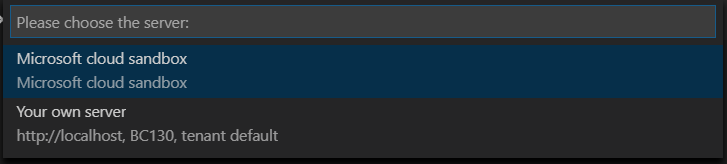 Please choose the server:
Microsoft cloud sandbox
Microsoft cloud sandbox
Your own server
http://localhost, BC130, tenant default